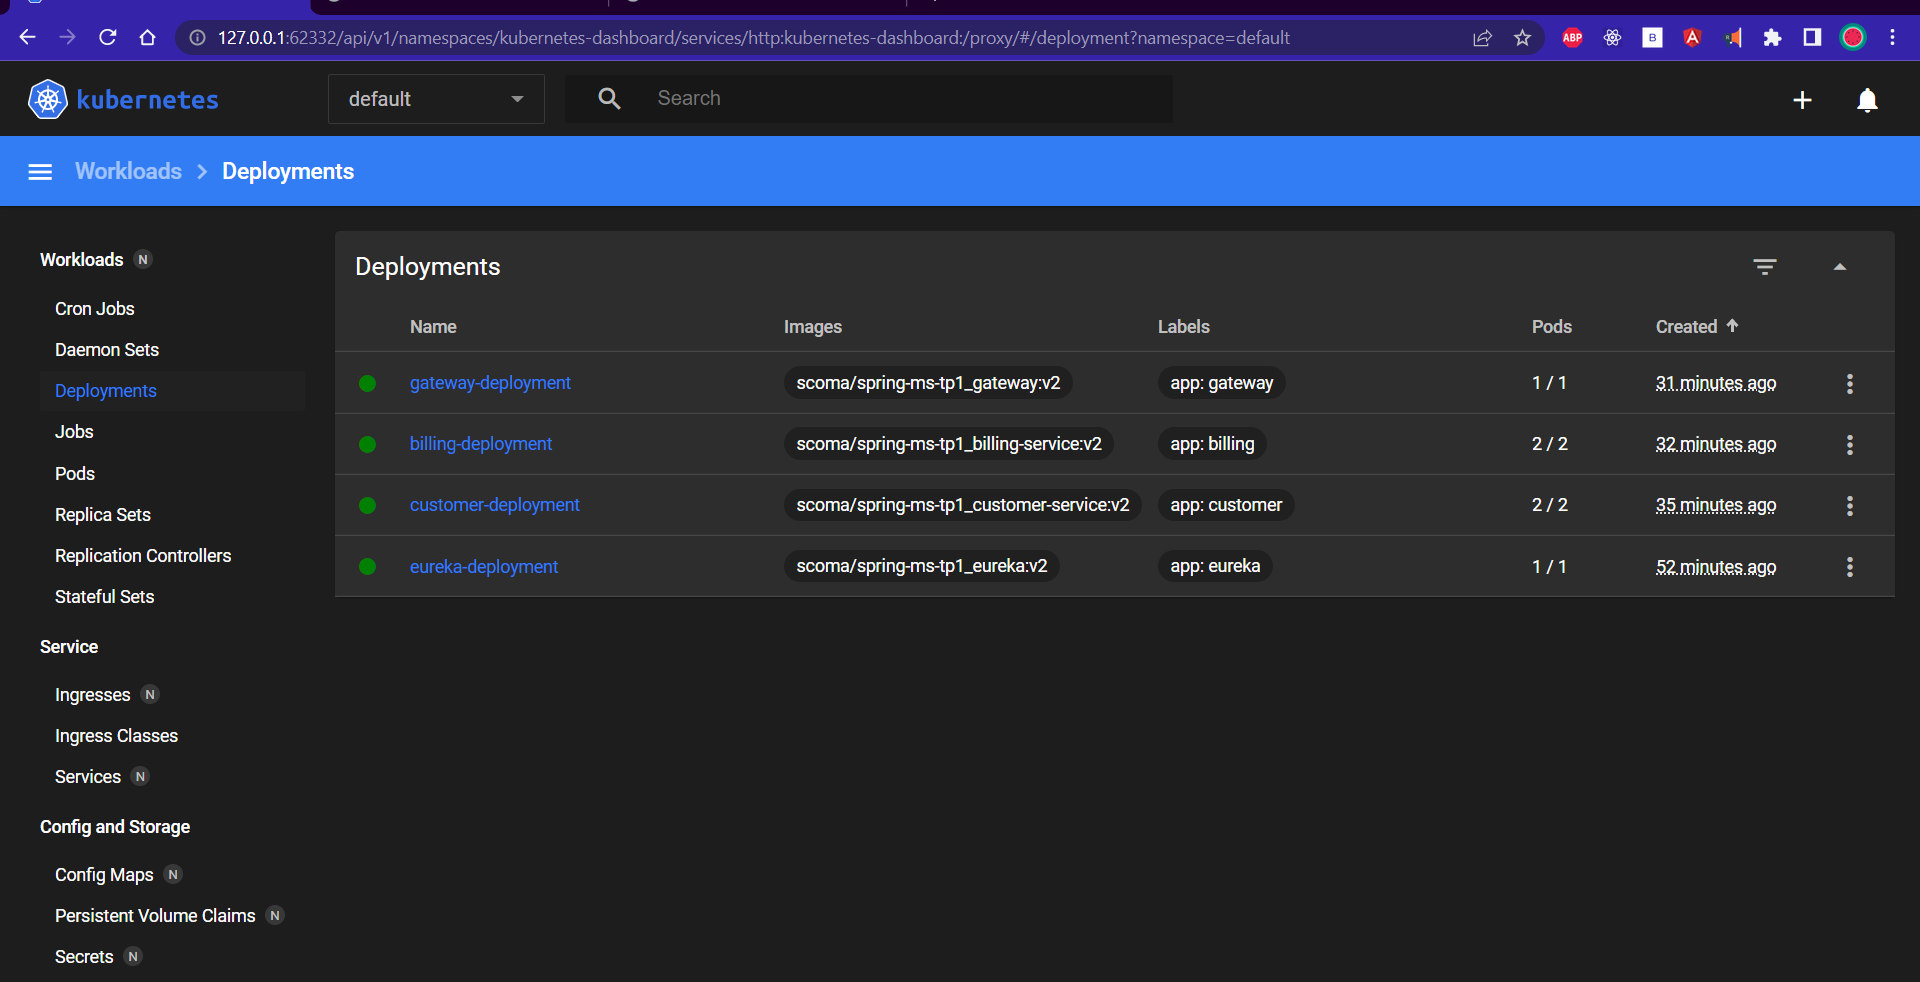 127.0.0.1:62332/api/v1/namespaces/kubernetes-dashboard/services/http:kubernetes-dashboard:/proxy/#/deployment?namespace=default
ABP
B
kubernetes
default
Search
Workloads
Deployments
Workloads N
Cron Jobs
Daemon Sets
Deployments
Jobs
Pods
Replica Sets
Replication Controllers
Stateful Sets
Service
Ingresses N
Ingress Classes
Services N
Config and Storage
Config Maps N
Persistent Volume Claims N
Secrets N
Deployments
Name Images Labels Pods Created
gateway-deployment scoma/spring-ms-tp1_gateway:v2 app: gateway 1 / 1 31 minutes ago
billing-deployment scoma/spring-ms-tp1_billing-service:v2 app: billing 2 / 2 32 minutes ago
customer-deployment scoma/spring-ms-tp1_customer-service:v2 app: customer 2 / 2 35 minutes ago
eureka-deployment scoma/spring-ms-tp1_eureka:v2 app: eureka 1 / 1 52 minutes ago